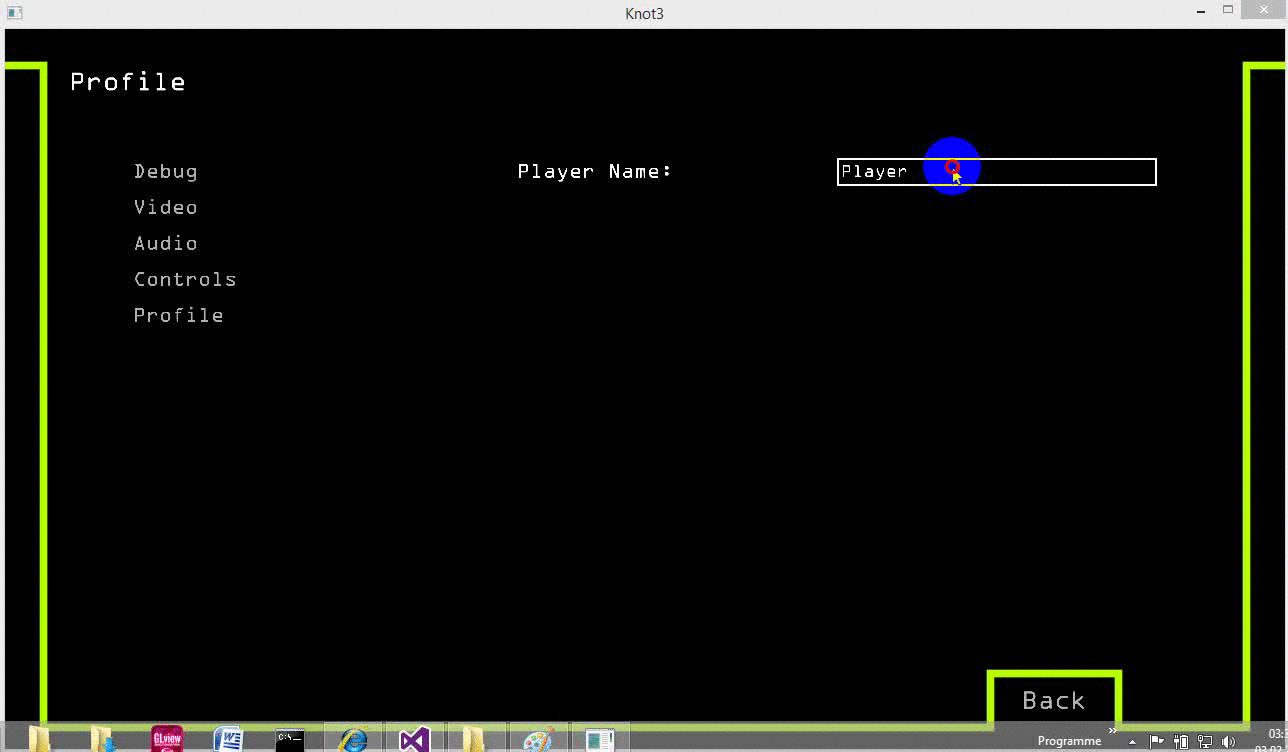 Knot3
Profile
Debug
Player Name:
Player
Video
Audio
Controls
Profile
Back
GLview
Programme